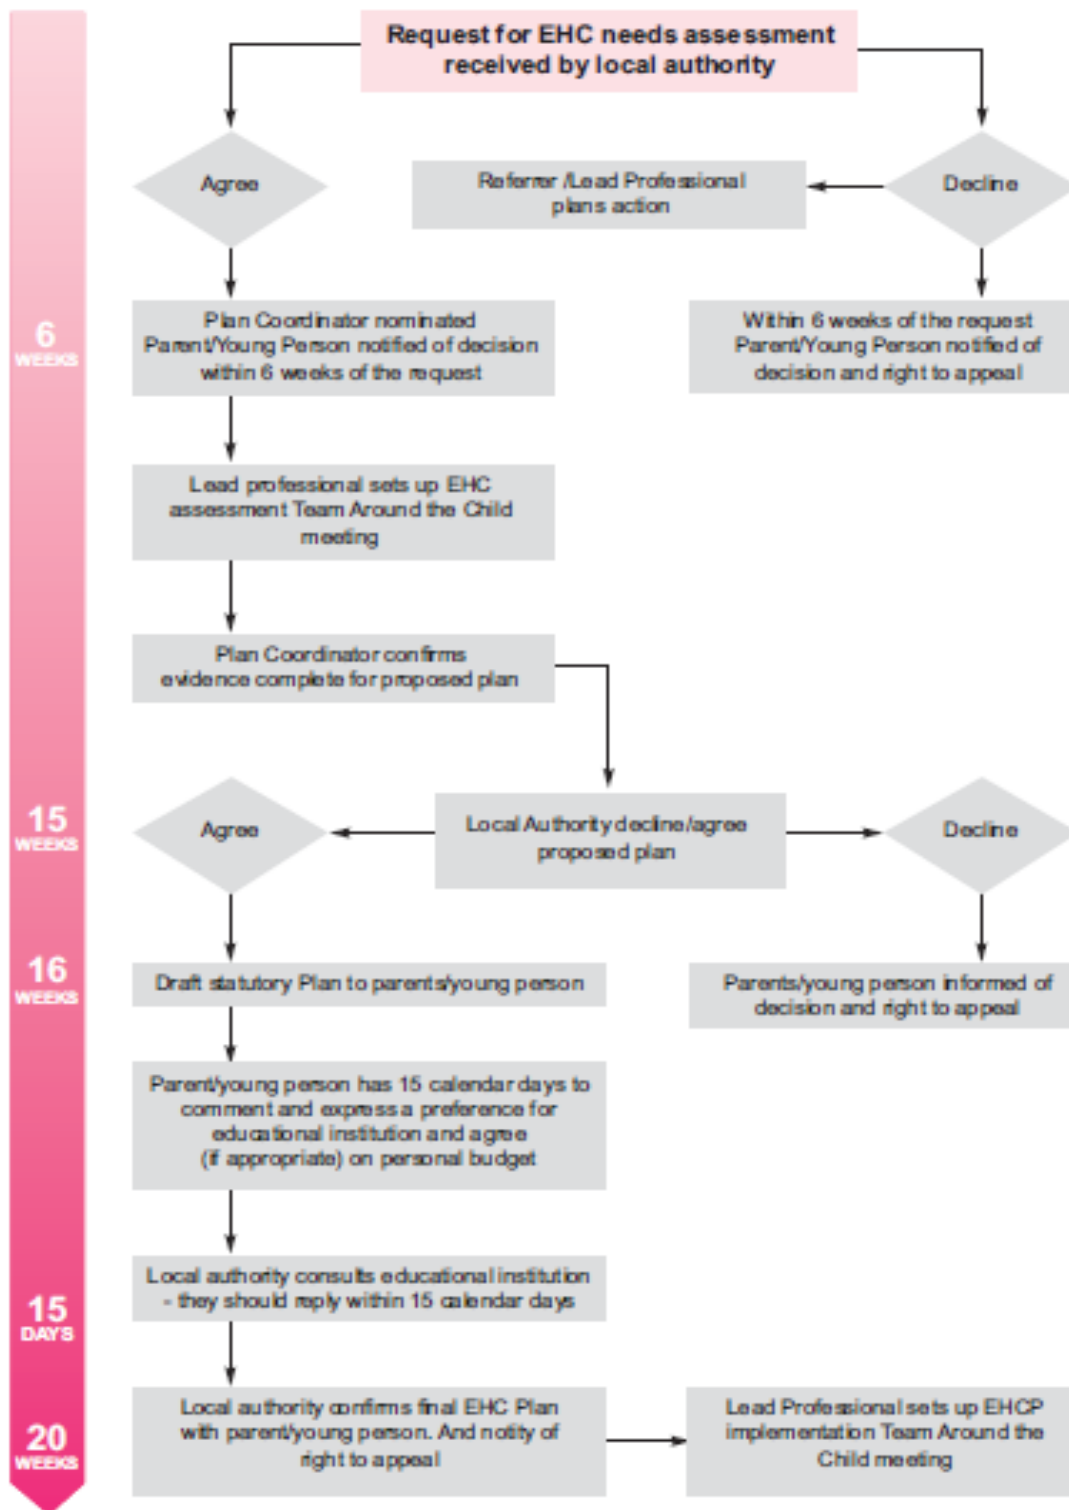 Request for EHC needs assessment
received by local authority
Agree
Referrer /Lead Professional
plans action
Decline
6
WEEKS
Plan Coordinator nominated
Parent/Young Person notified of decision
within 6 weeks of the request
Within 6 weeks of the request
Parent/Young Person notified of
decision and right to appeal
Lead professional sets up EHC
assessment Team Around the Child
meeting
Plan Coordinator confirms
evidence complete for proposed plan
15
WEEKS
Agree
Local Authority decline/agree
proposed plan
Decline
16
WEEKS
Draft statutory Plan to parents/young person
Parents/young person informed of
decision and right to appeal
Parent/young person has 15 calendar days to
comment and express a preference for
educational institution and agree
(if appropriate) on personal budget
Local authority consults educational institution
- they should reply within 15 calendar days
15
DAYS
20
WEEKS
Local authority confirms final EHC Plan
with parent/young person. And notity of
right to appeal
Lead Professional sets up EHCP
implementation Team Around the
Child meeting